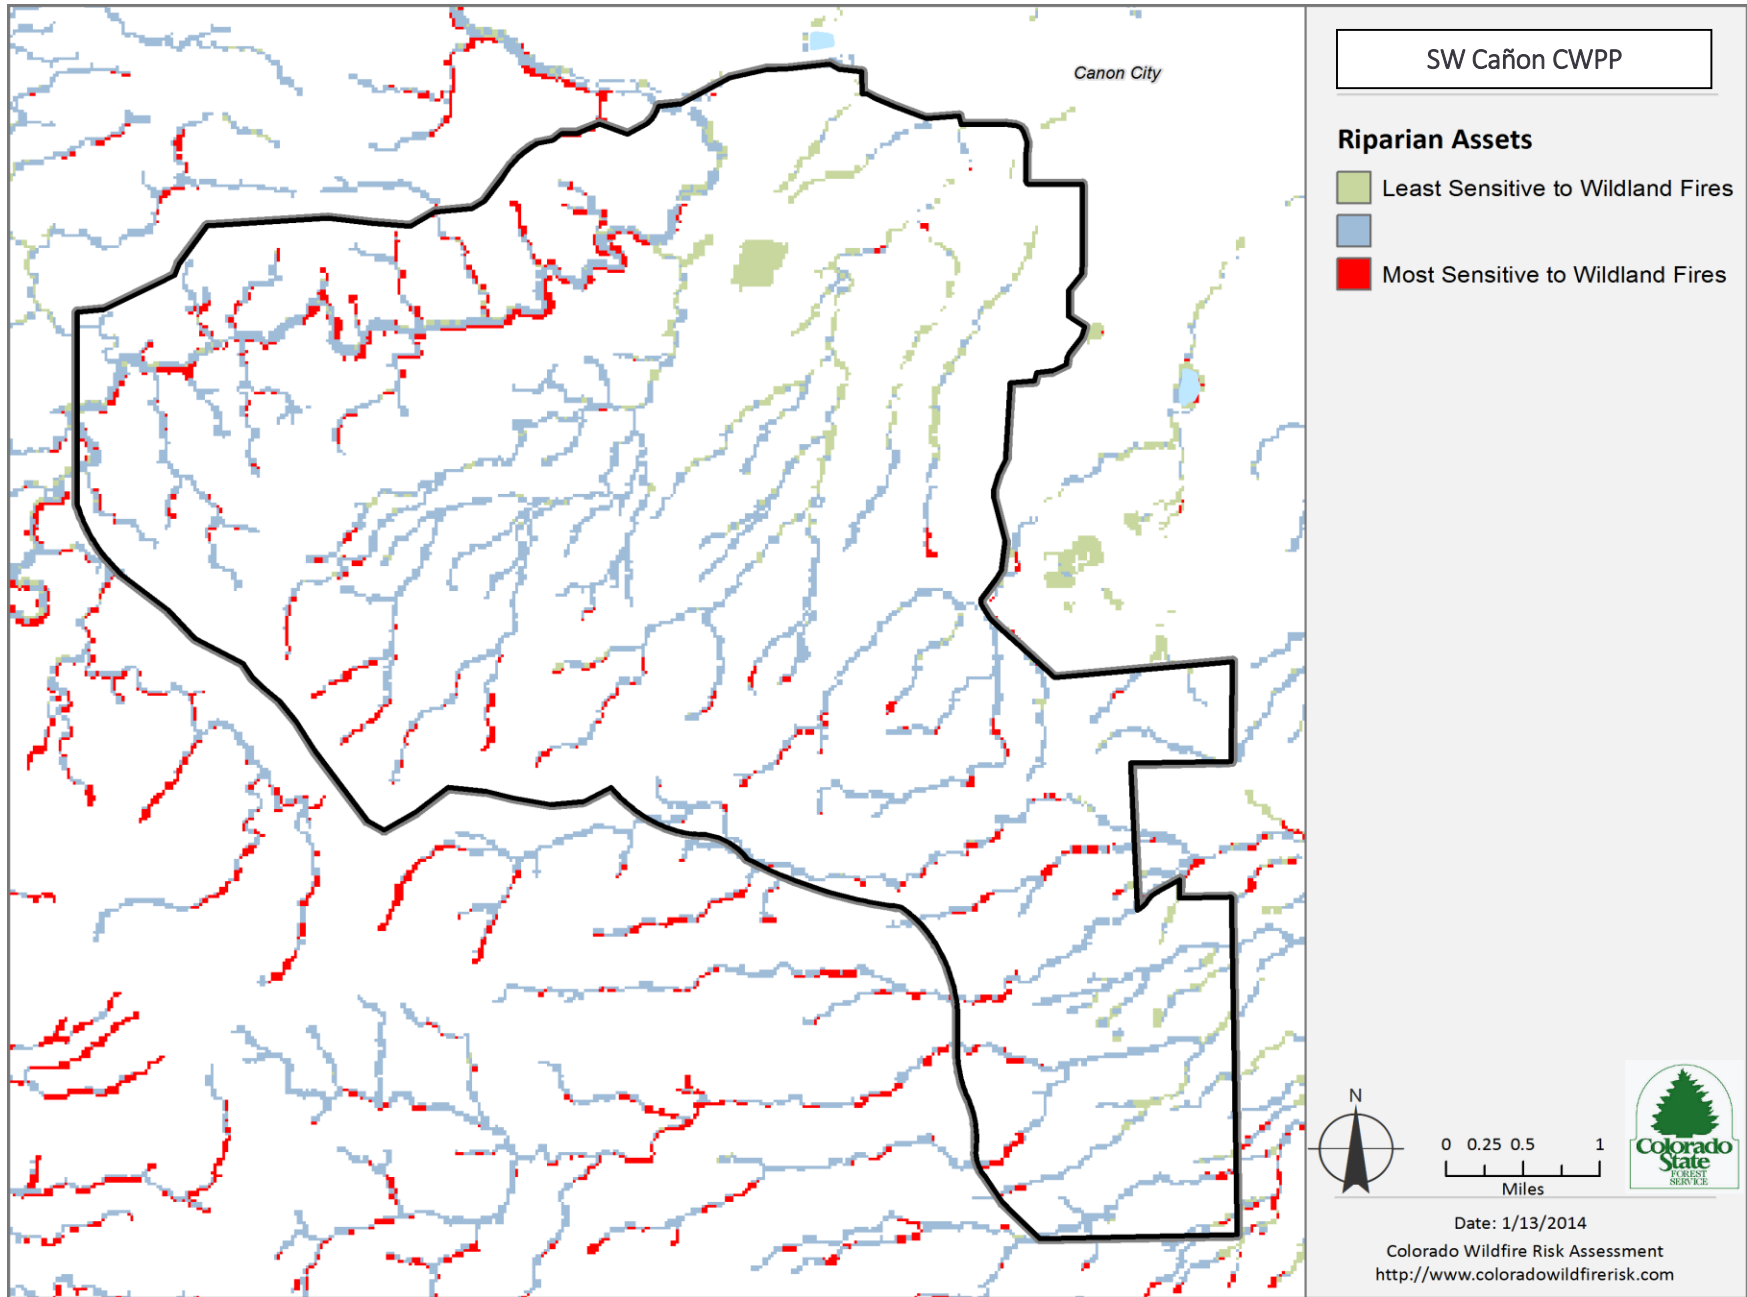 Canon City
SW Cañon CWPP
Riparian Assets
Least Sensitive to Wildland Fires
Most Sensitive to Wildland Fires
N
0 0.25 0.5 1
Miles
Colorado
State
FOREST
SERVICE
Date: 1/13/2014
Colorado Wildfire Risk Assessment
http://www.coloradowildfirerisk.com